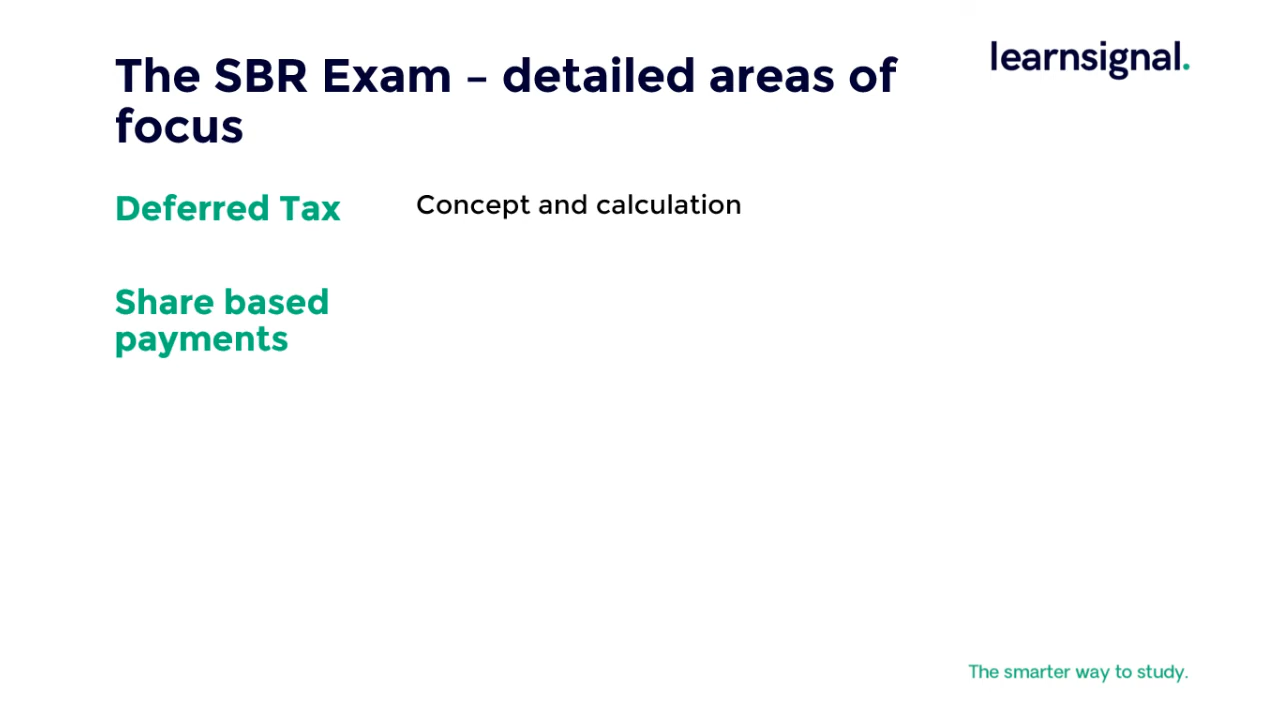 learnsignal.
The SBR Exam – detailed areas of
focus
Deferred Tax
Concept and calculation
Share based
payments
The smarter way to study.